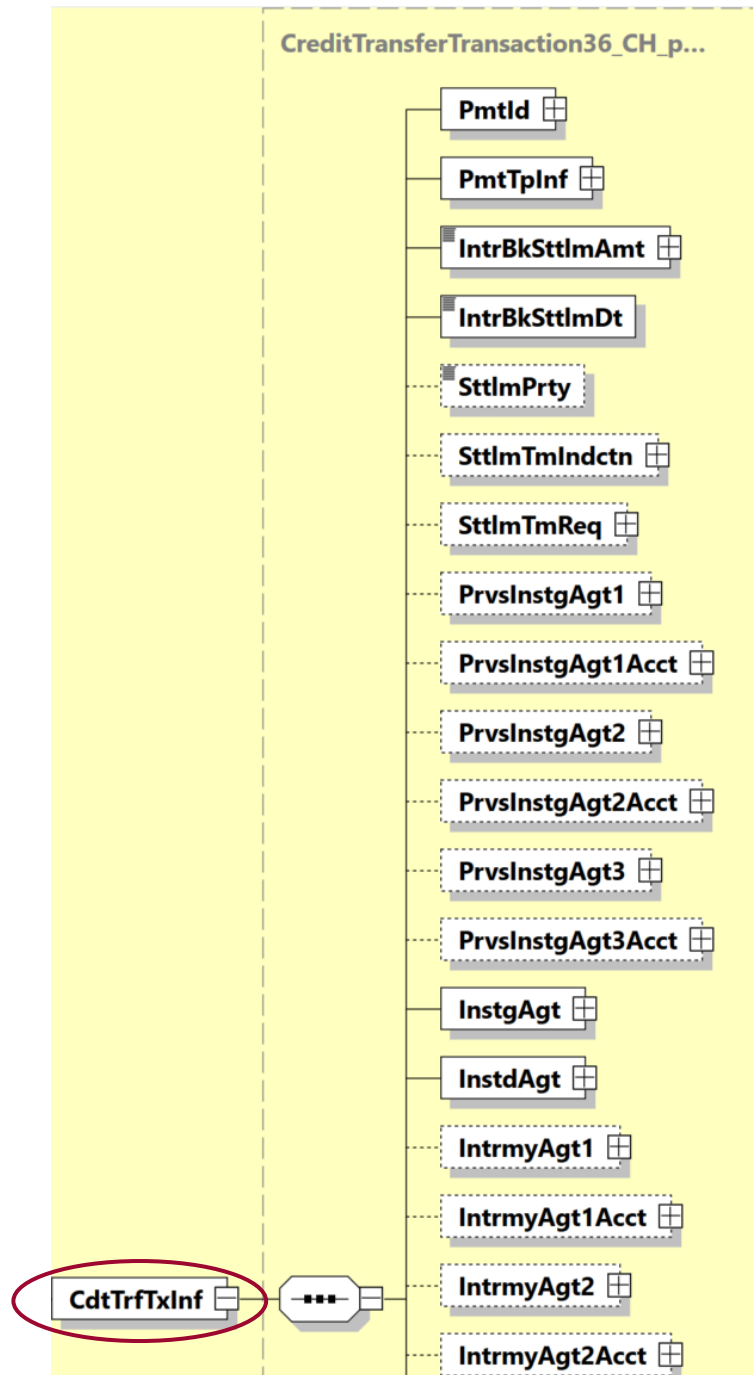 CreditTransferTransaction36_CH_p...
PmtId
PmtTpInf
IntrBkSttlmAmt
IntrBkSttlmDt
SttlmPrty
SttlmTmIndctn
SttlmTmReq
PrvsInstgAgt1
PrvsInstgAgt1Acct
PrvsInstgAgt2
PrvsInstgAgt2Acct
PrvsInstgAgt3
PrvsInstgAgt3Acct
InstgAgt
InstdAgt
IntrmyAgt1
IntrmyAgt1Acct
CdtTrfTxInf
IntrmyAgt2
IntrmyAgt2Acct